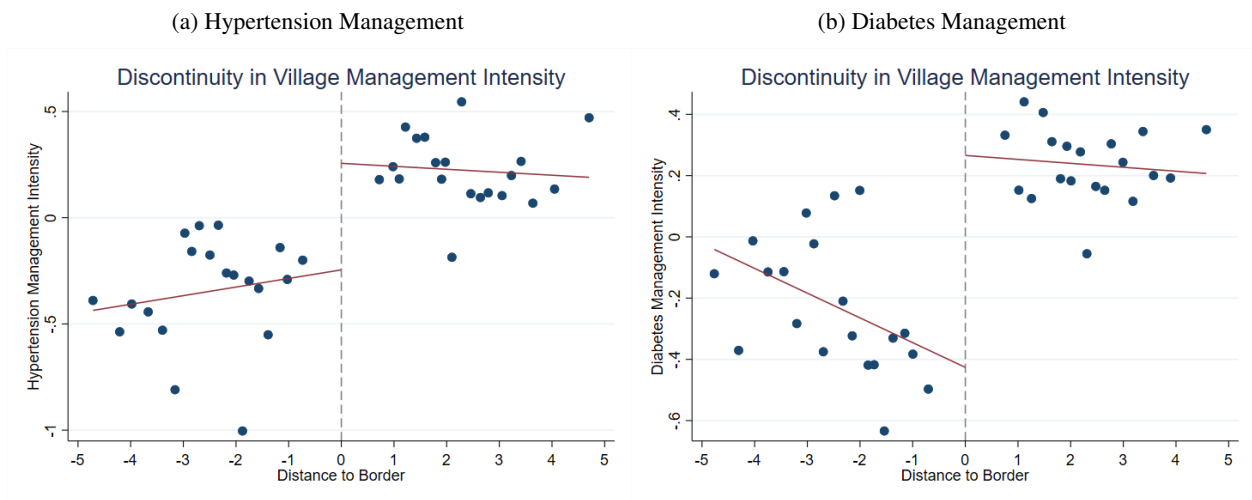 (a) Hypertension Management
Discontinuity in Village Management Intensity
Hypertension Management Intensity
.5
0
-.5
-1
-5 -4 -3 -2 -1 0 1 2 3 4 5
Distance to Border
(b) Diabetes Management
Discontinuity in Village Management Intensity
Diabetes Management Intensity
.4
.2
0
-.2
-.4
-.6
-5 -4 -3 -2 -1 0 1 2 3 4 5
Distance to Border